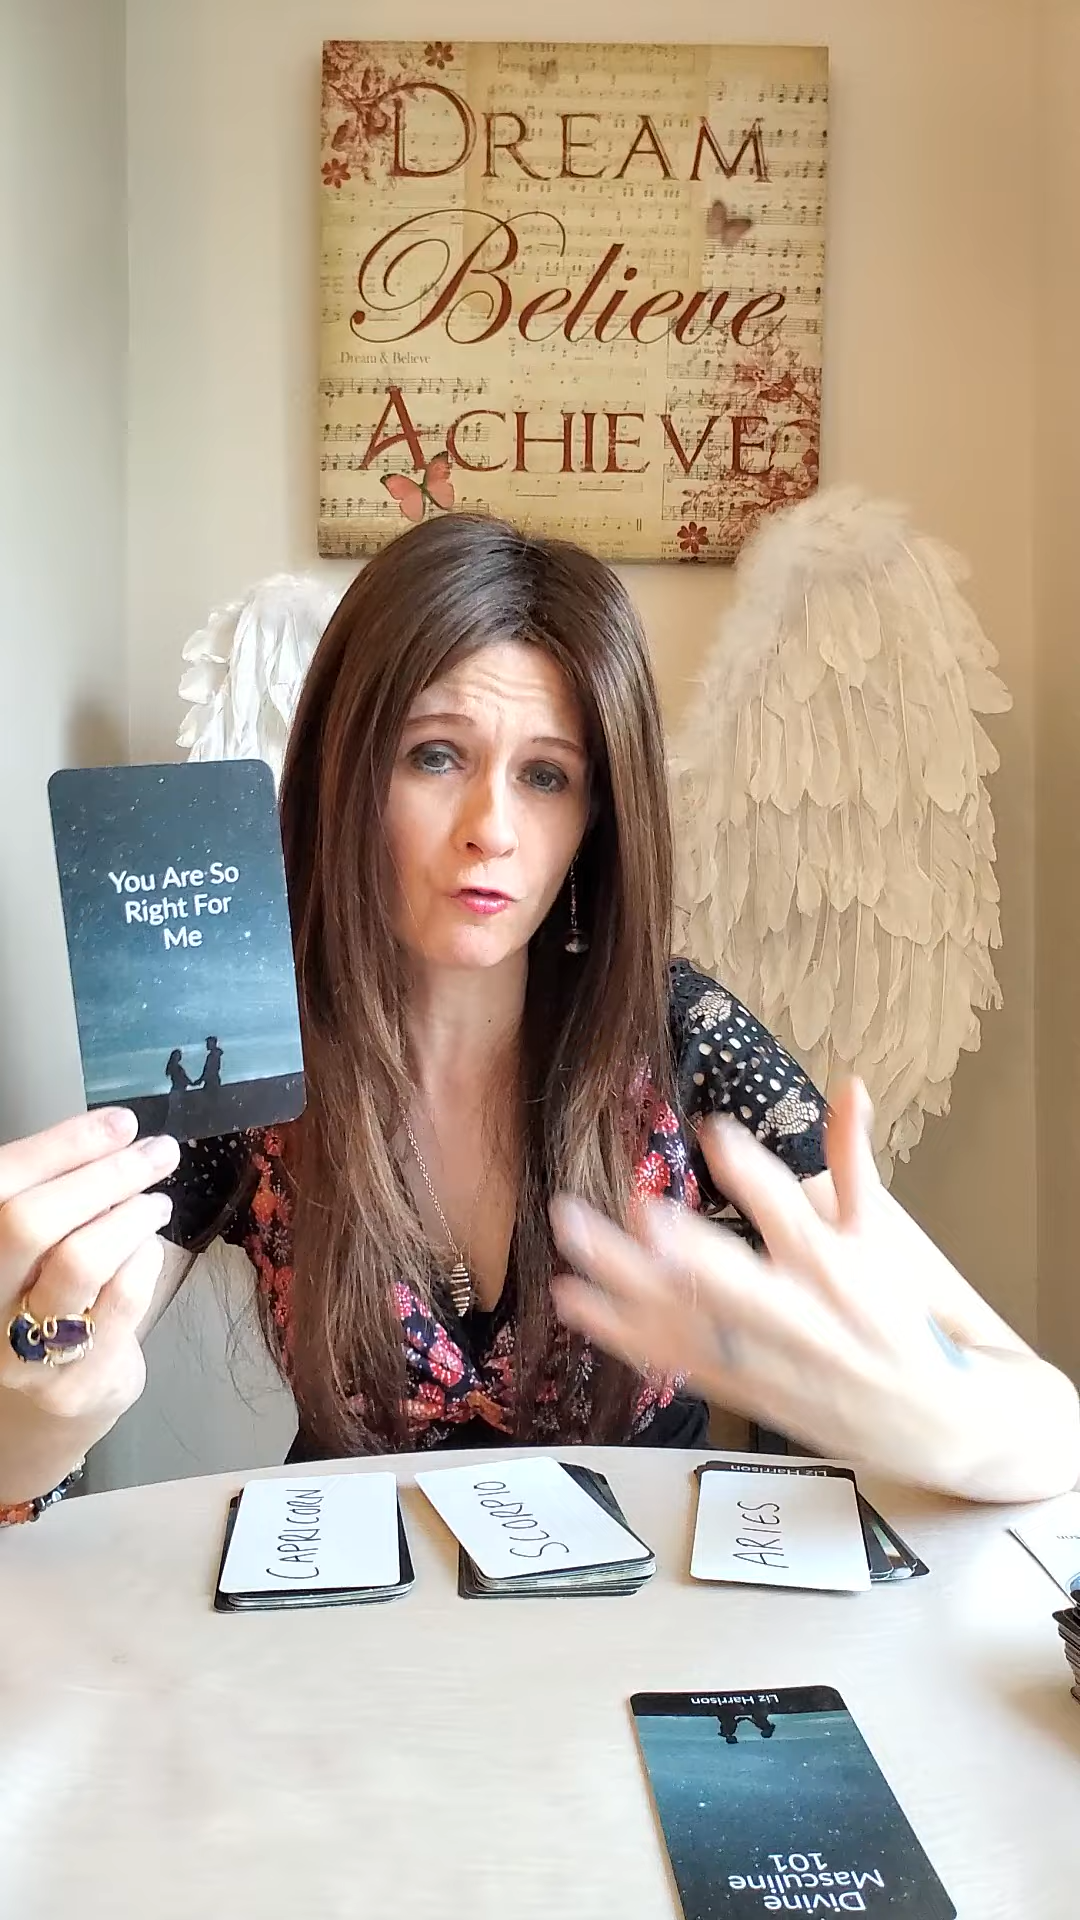 DREAM
Believe
Dream & Believe
ACHIEVE
You Are So
Right For
Me
CAPRICORN
SCORPIO
ARIES
Liz Harrison
Divine
Masculine
101
Liz Harrison